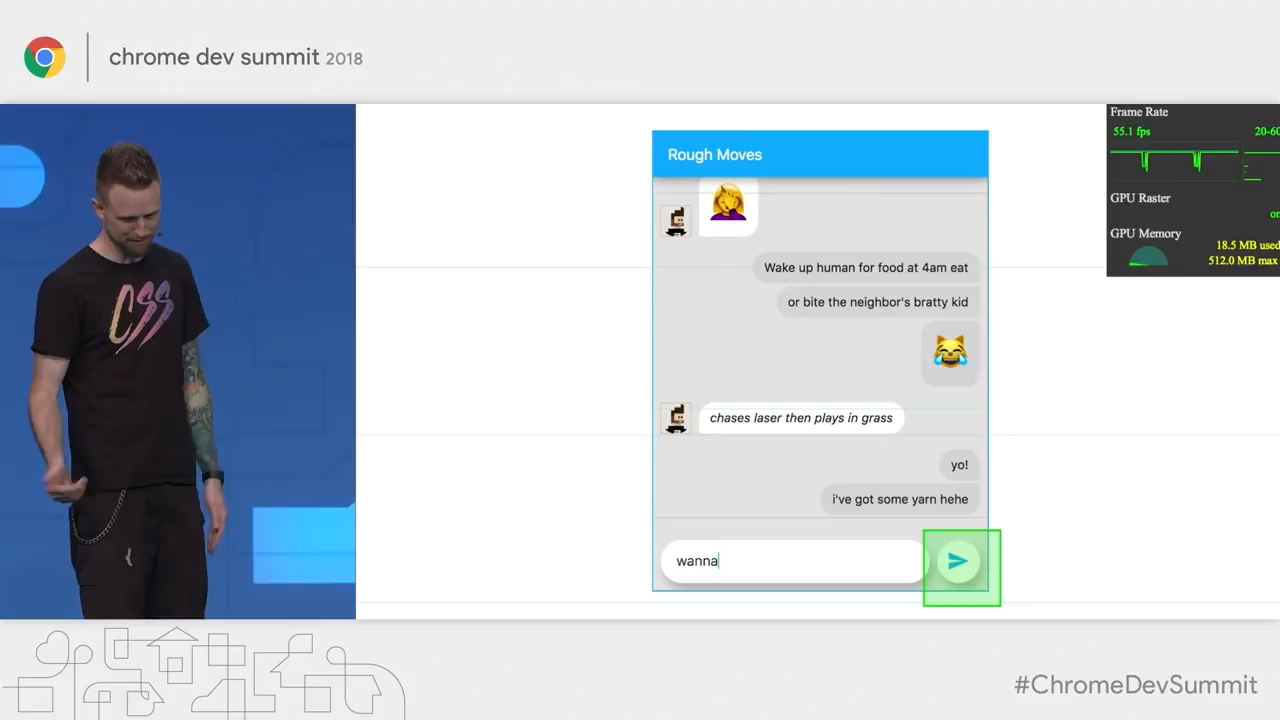 chrome dev summit 2018
CSS
Rough Moves
Wake up human for food at 4am eat
or bite the neighbor's bratty kid
chases laser then plays in grass
yo!
i've got some yarn hehe
wanna
Frame Rate
55.1 fps 20-60
GPU Raster
on
GPU Memory
18.5 MB used
512.0 MB max
#ChromeDevSummit